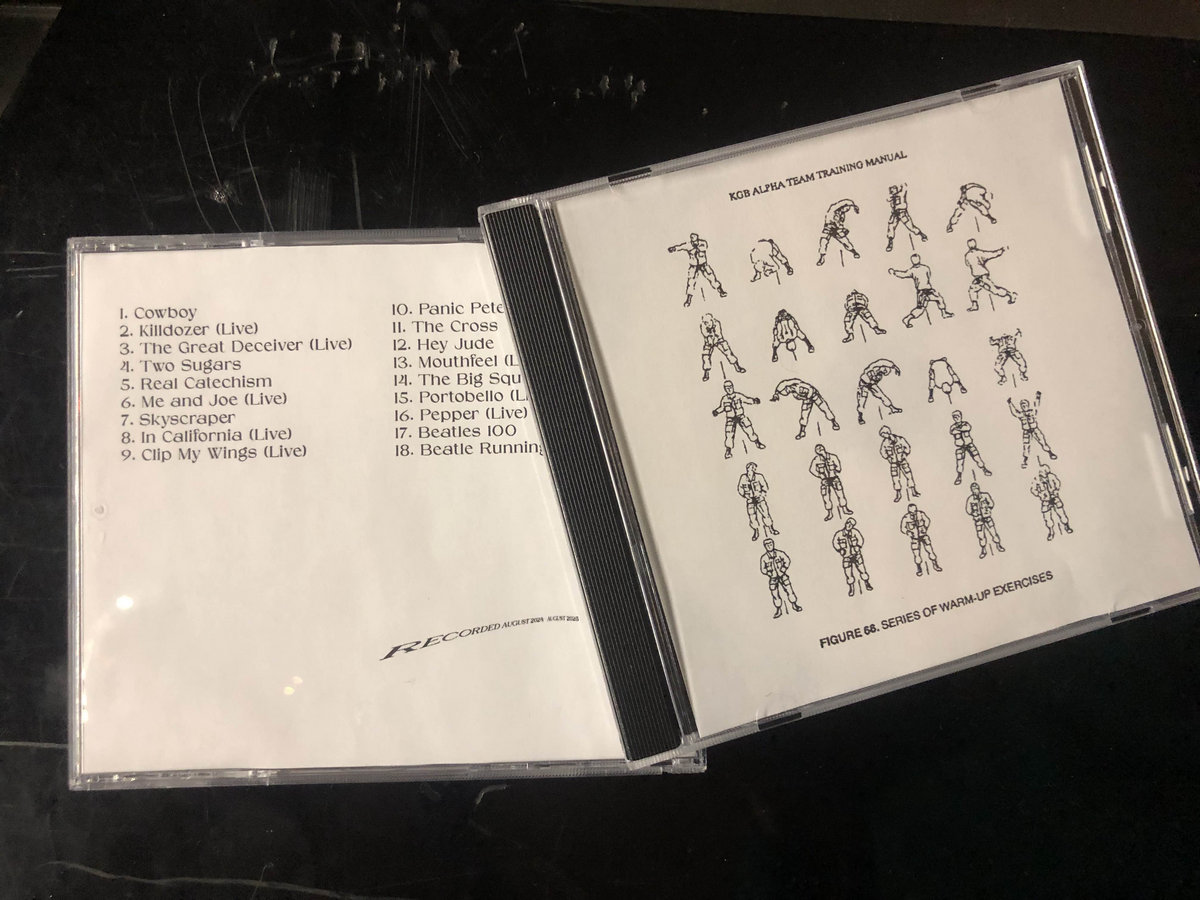 1. Cowboy
2. Killdozer (Live)
3. The Great Deceiver (Live)
4. Two Sugars
5. Real Catechism
6. Me and Joe (Live)
7. Skyscraper
8. In California (Live)
9. Clip My Wings (Live)
10. Panic Pete
11. The Cross
12. Hey Jude
13. Mouthfeel (L
14. The Big Squ
15. Portobello (L
16. Pepper (Live)
17. Beatles 100
18. Beatle Running
RECORDED AUGUST 2024 AUGUST 2025
KGB ALPHA TEAM TRAINING MANUAL
FIGURE 68. SERIES OF WARM-UP EXERCISES